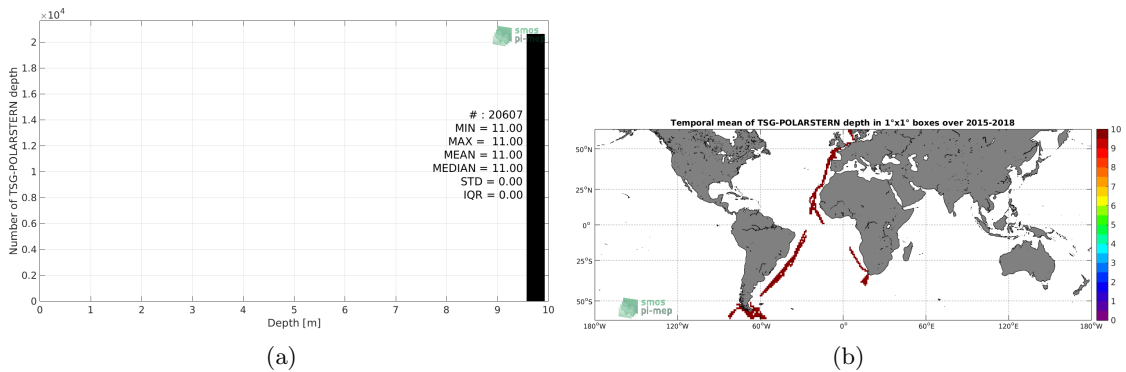 ×10⁴
2
1.8
1.6
1.4
1.2
1
0.8
0.6
0.4
0.2
0
Number of TSG-POLARSTERN depth
smos
pi-mep
# : 20607
MIN = 11.00
MAX = 11.00
MEAN = 11.00
MEDIAN = 11.00
STD = 0.00
IQR = 0.00
0 1 2 3 4 5 6 7 8 9 10
Depth [m]
(a)
Temporal mean of TSG-POLARSTERN depth in 1°x1° boxes over 2015-2018
50°N
25°N
0°
25°S
50°S
smos
pi-mep
180°W 120°W 60°W 0° 60°E 120°E 180°W
10
9
8
7
6
5
4
3
2
1
0
(b)